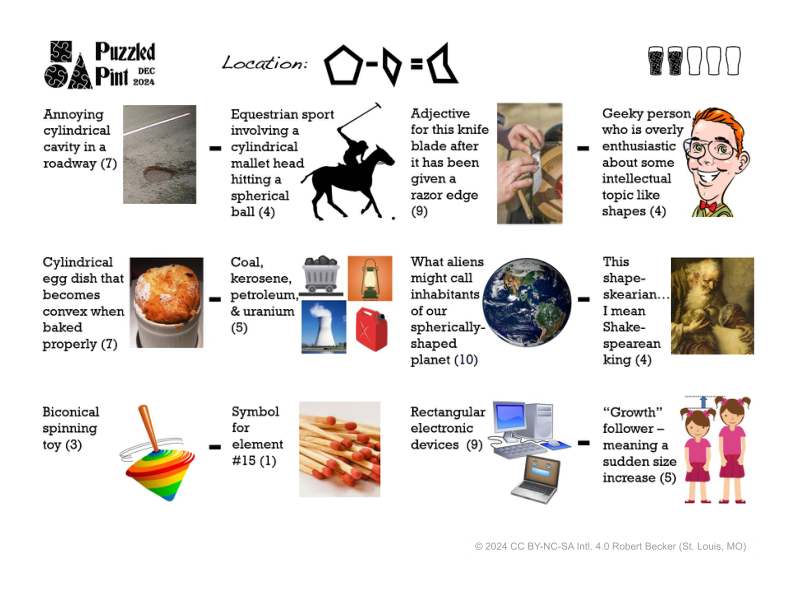 Puzzled
Pint DEC
2024
Location:
Annoying
cylindrical
cavity in a
roadway (7)
Equestrian sport
involving a
cylindrical
mallet head
hitting a
spherical
ball (4)
Adjective
for this knife
blade after
it has been
given a
razor edge
(9)
Geeky person
who is overly
enthusiastic
about some
intellectual
topic like
shapes (4)
Cylindrical
egg dish that
becomes
convex when
baked
properly (7)
Coal,
kerosene,
petroleum,
& uranium
(5)
What aliens
might call
inhabitants
of our
spherically-
shaped
planet (10)
This
shape-
skearian...
I mean
Shake-
spearean
king (4)
Biconical
spinning
toy (3)
Symbol
for
element
#15 (1)
Rectangular
electronic
devices (9)
“Growth”
follower –
meaning a
sudden size
increase (5)
© 2024 CC BY-NC-SA Intl. 4.0 Robert Becker (St. Louis, MO)